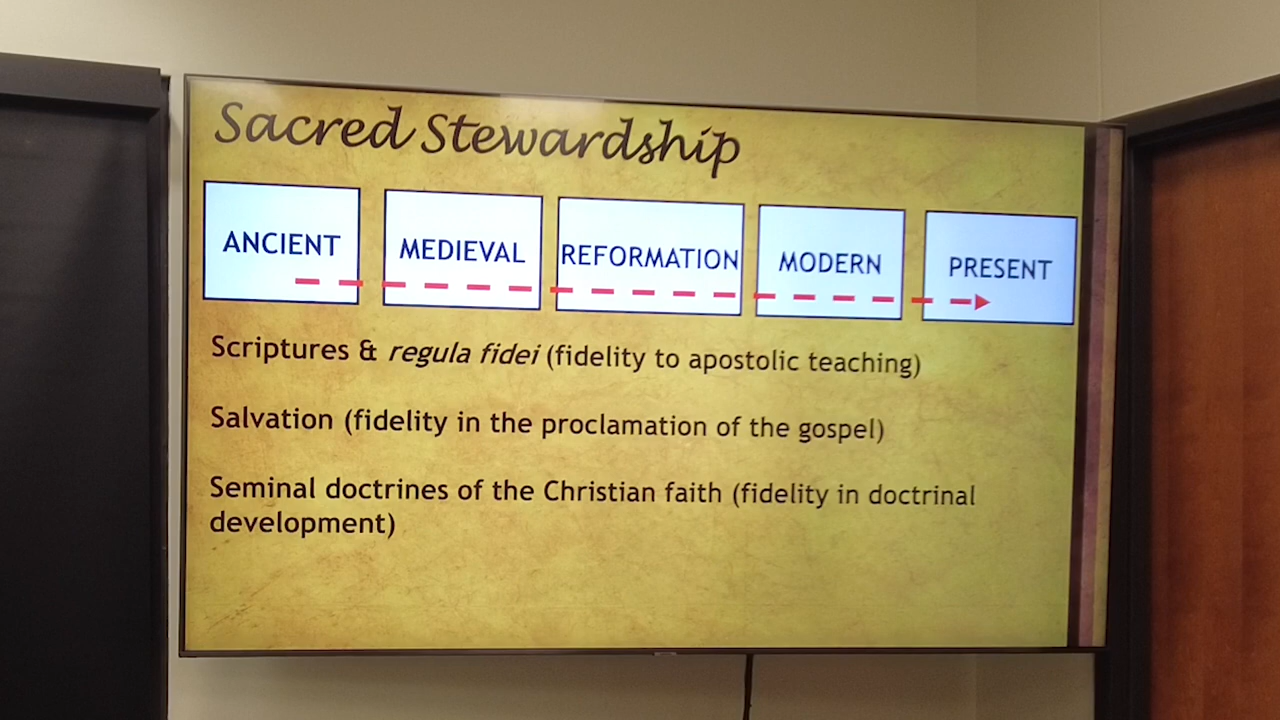 Sacred Stewardship
ANCIENT
MEDIEVAL
REFORMATION
MODERN
PRESENT
Scriptures & regula fidei (fidelity to apostolic teaching)
Salvation (fidelity in the proclamation of the gospel)
Seminal doctrines of the Christian faith (fidelity in doctrinal
development)